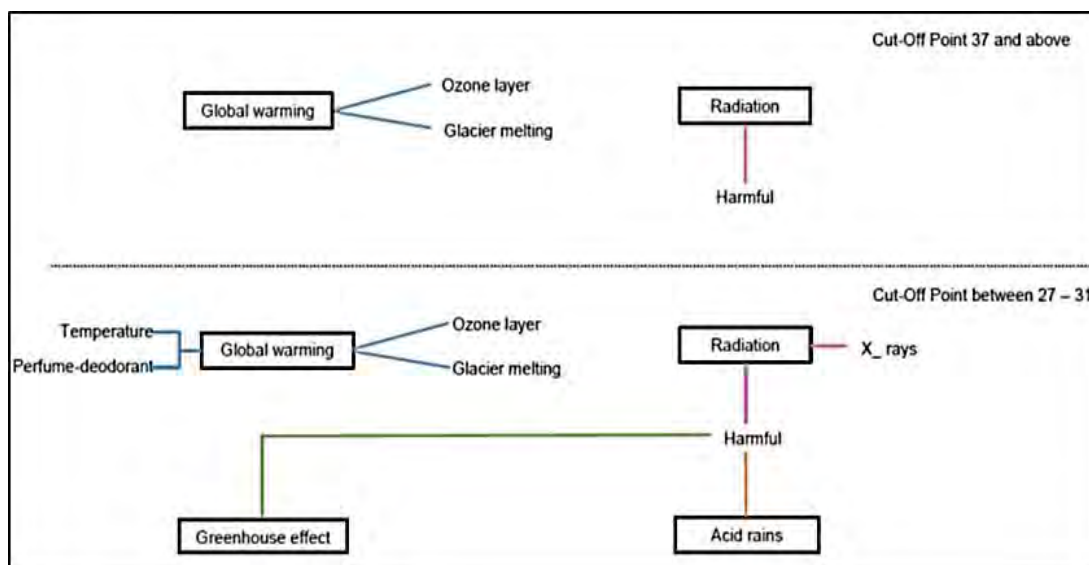 Cut-Off Point 37 and above
Ozone layer
Global warming
Radiation
Glacier melting
Harmful
Cut-Off Point between 27 – 31
Temperature
Ozone layer
Global warming
Radiation
X_ rays
Perfume-deodorant
Glacier melting
Harmful
Greenhouse effect
Acid rains